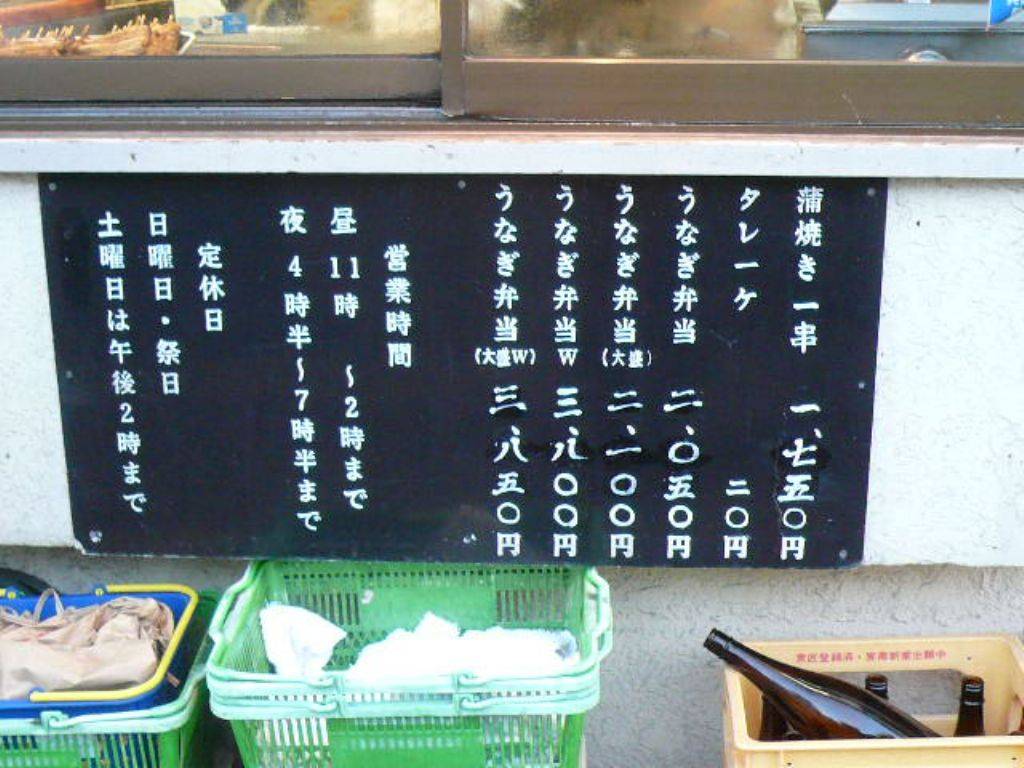 蒲焼き一串 一、七五〇円
タレーケ 二〇円
うなぎ弁当 二、〇五〇円
うなぎ弁当(大盛) 二、一〇〇円
うなぎ弁当W 三、八〇〇円
うなぎ弁当(大盛W) 三、八五〇円
営業時間
昼 11時 ～2時まで
夜 4時半～7時半まで
定休日
日曜日・祭日
土曜日は午後2時まで